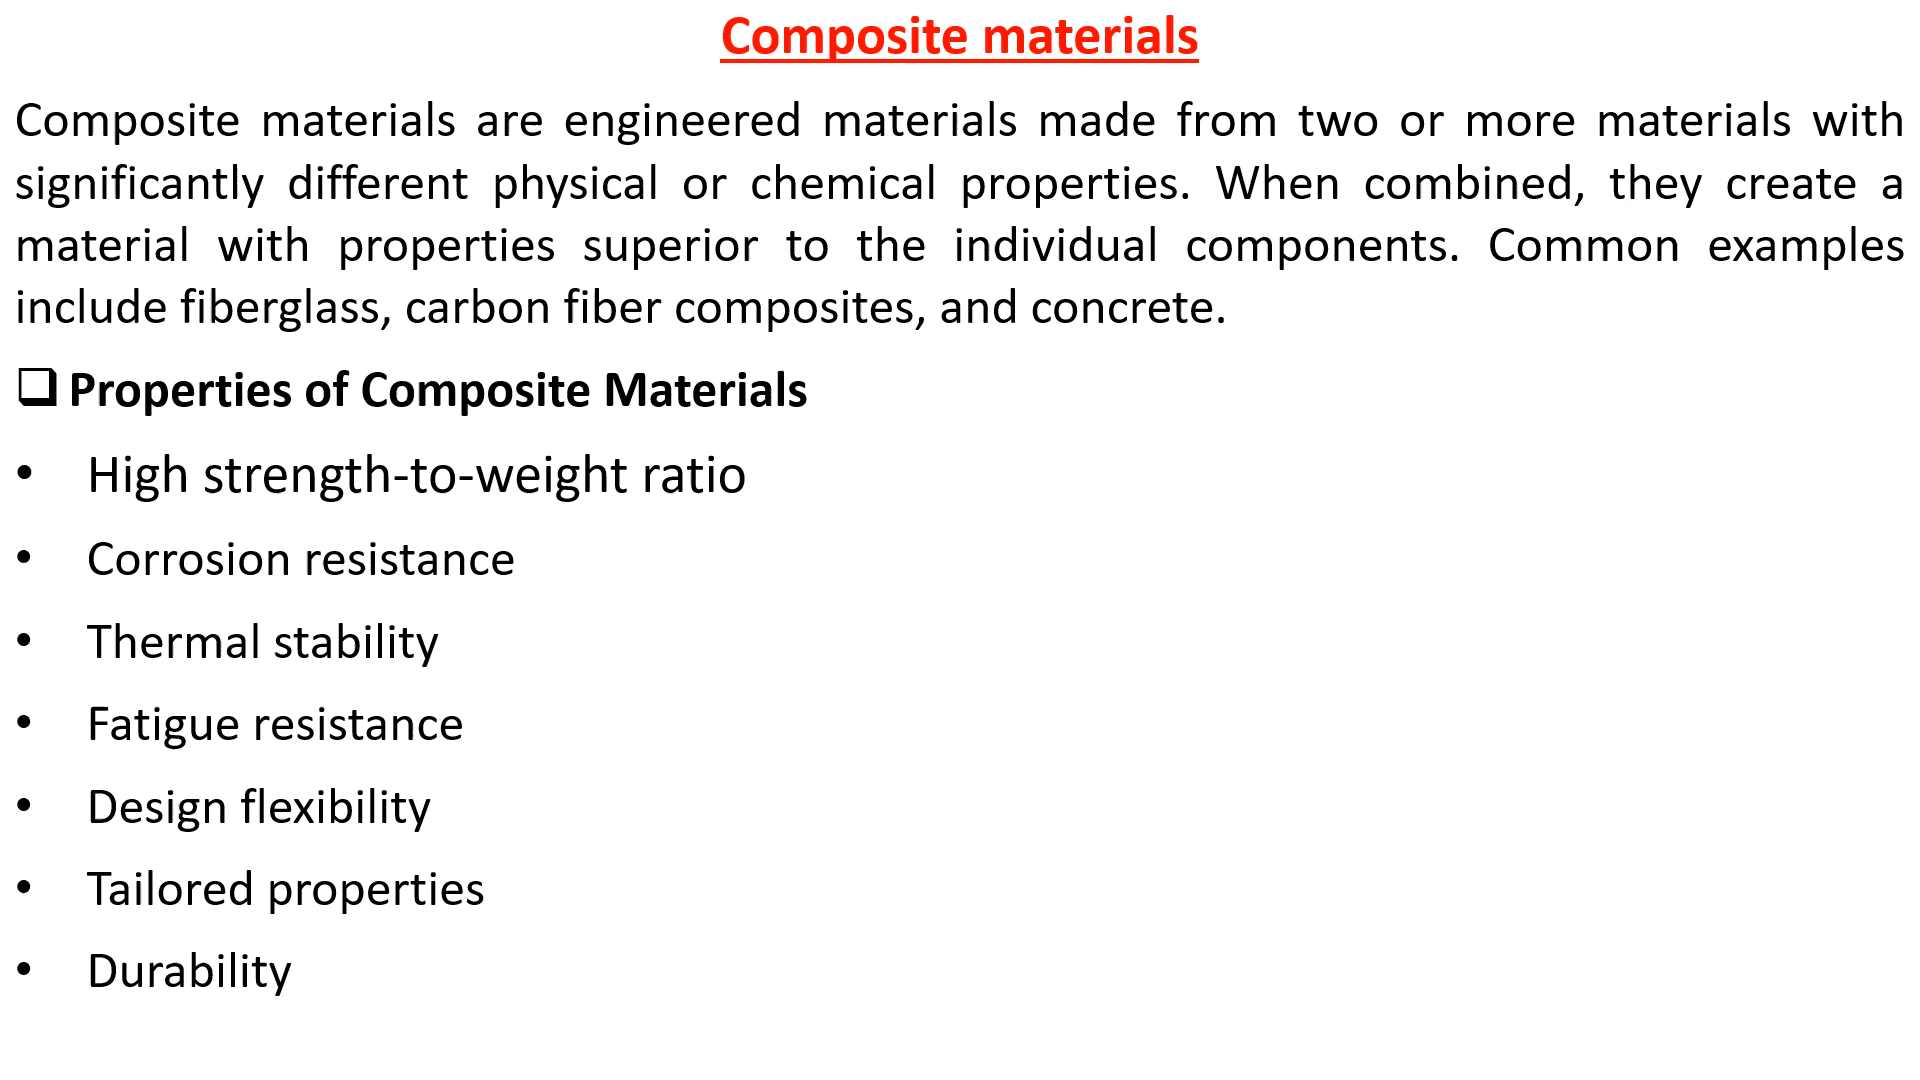 Composite materials
Composite materials are engineered materials made from two or more materials with
significantly different physical or chemical properties. When combined, they create a
material with properties superior to the individual components. Common examples
include fiberglass, carbon fiber composites, and concrete.
❑ Properties of Composite Materials
• High strength-to-weight ratio
• Corrosion resistance
• Thermal stability
• Fatigue resistance
• Design flexibility
• Tailored properties
• Durability